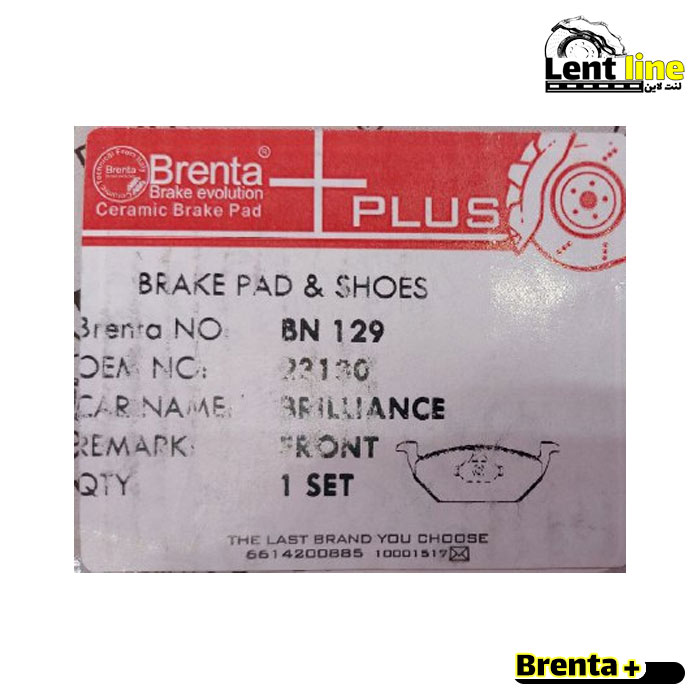 Lent line
لنت لاین
Brenta®
Brake evolution
Ceramic Brake Pad
Brenta
PLUS
BRAKE PAD & SHOES
Brenta NO: BN 129
OEM NO: 23130
CAR NAME: BRILLIANCE
REMARK: FRONT
QTY 1 SET
THE LAST BRAND YOU CHOOSE
6614200885 10001517
Brenta +